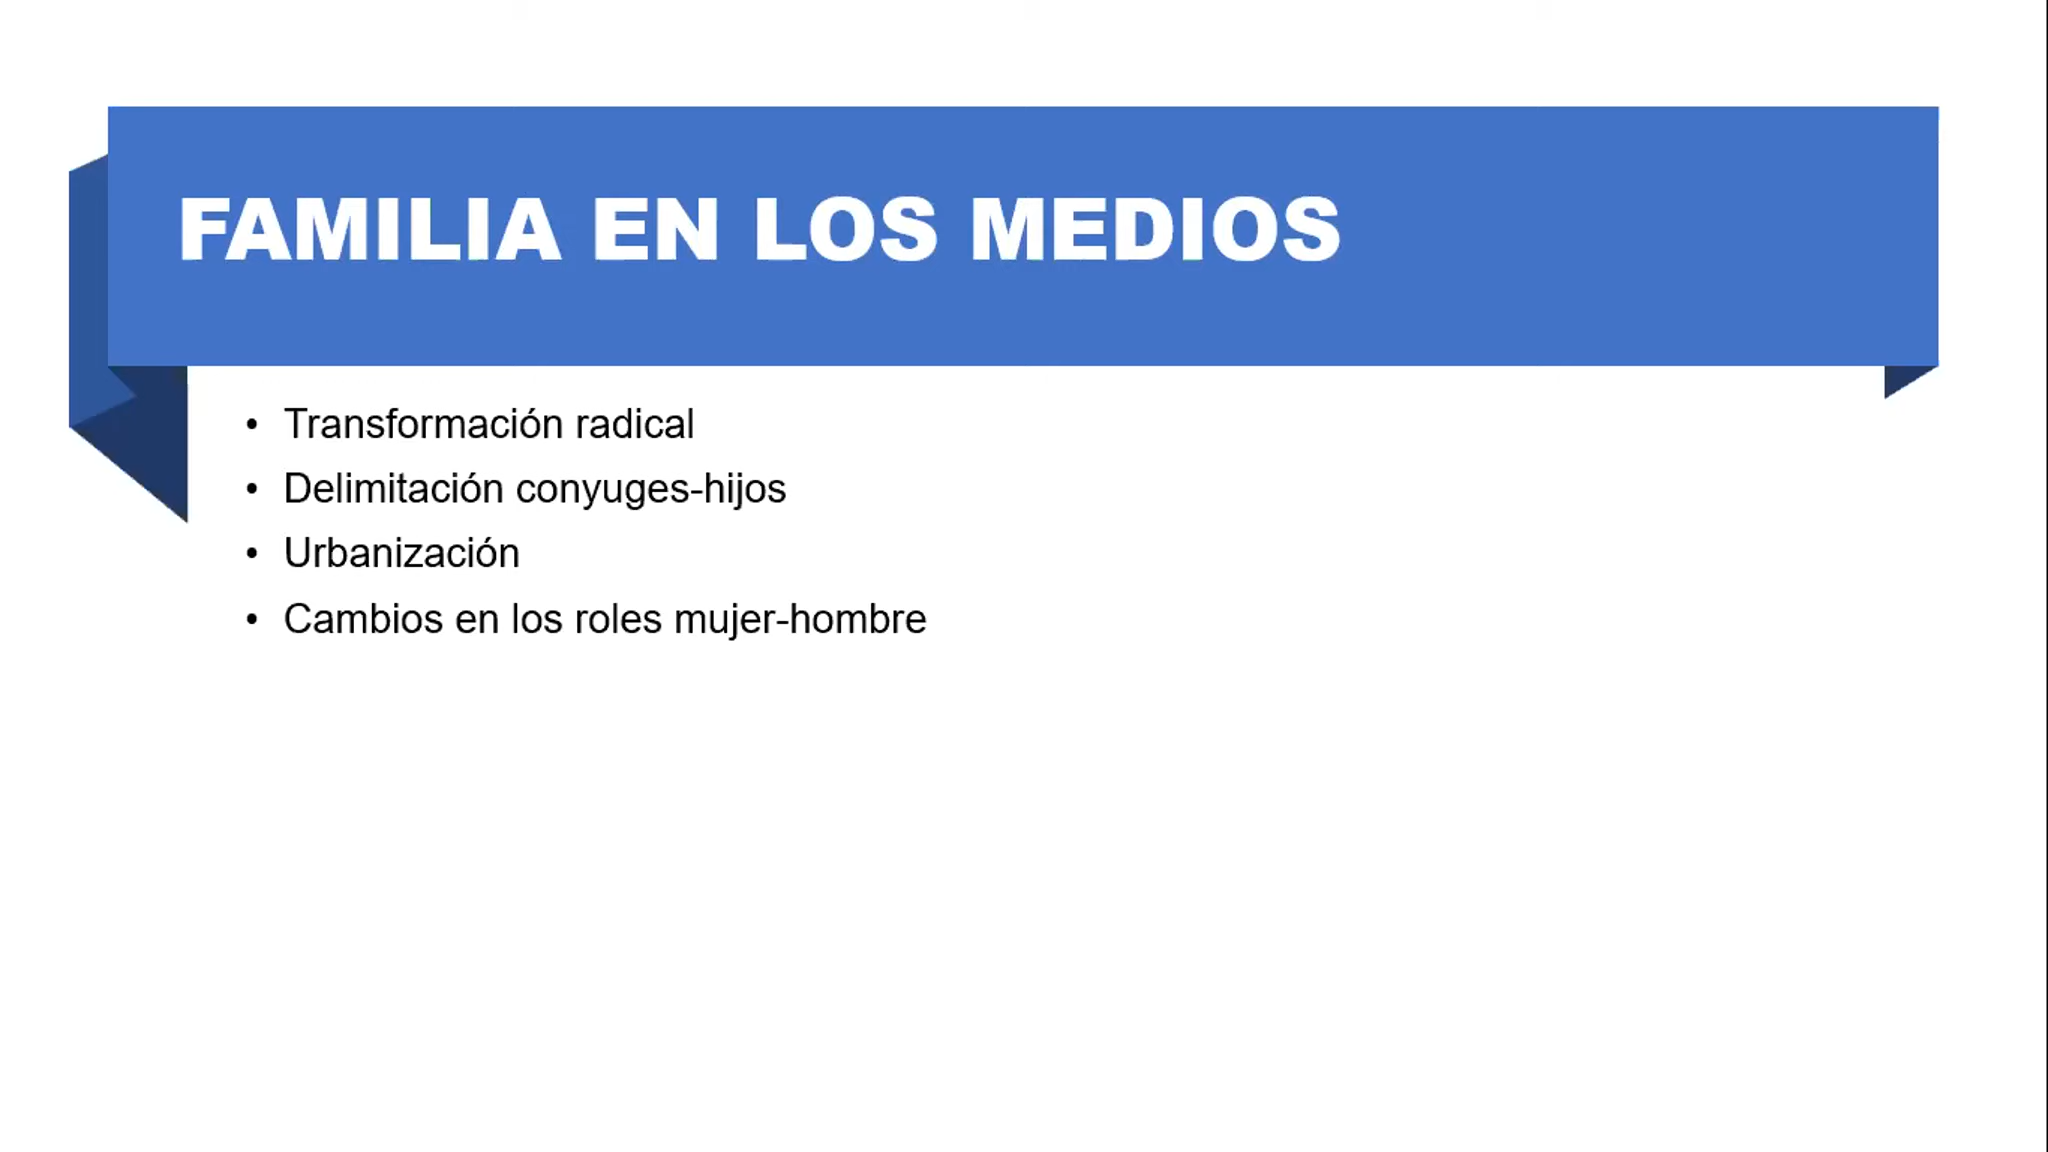 FAMILIA EN LOS MEDIOS
• Transformación radical
• Delimitación conyuges-hijos
• Urbanización
• Cambios en los roles mujer-hombre